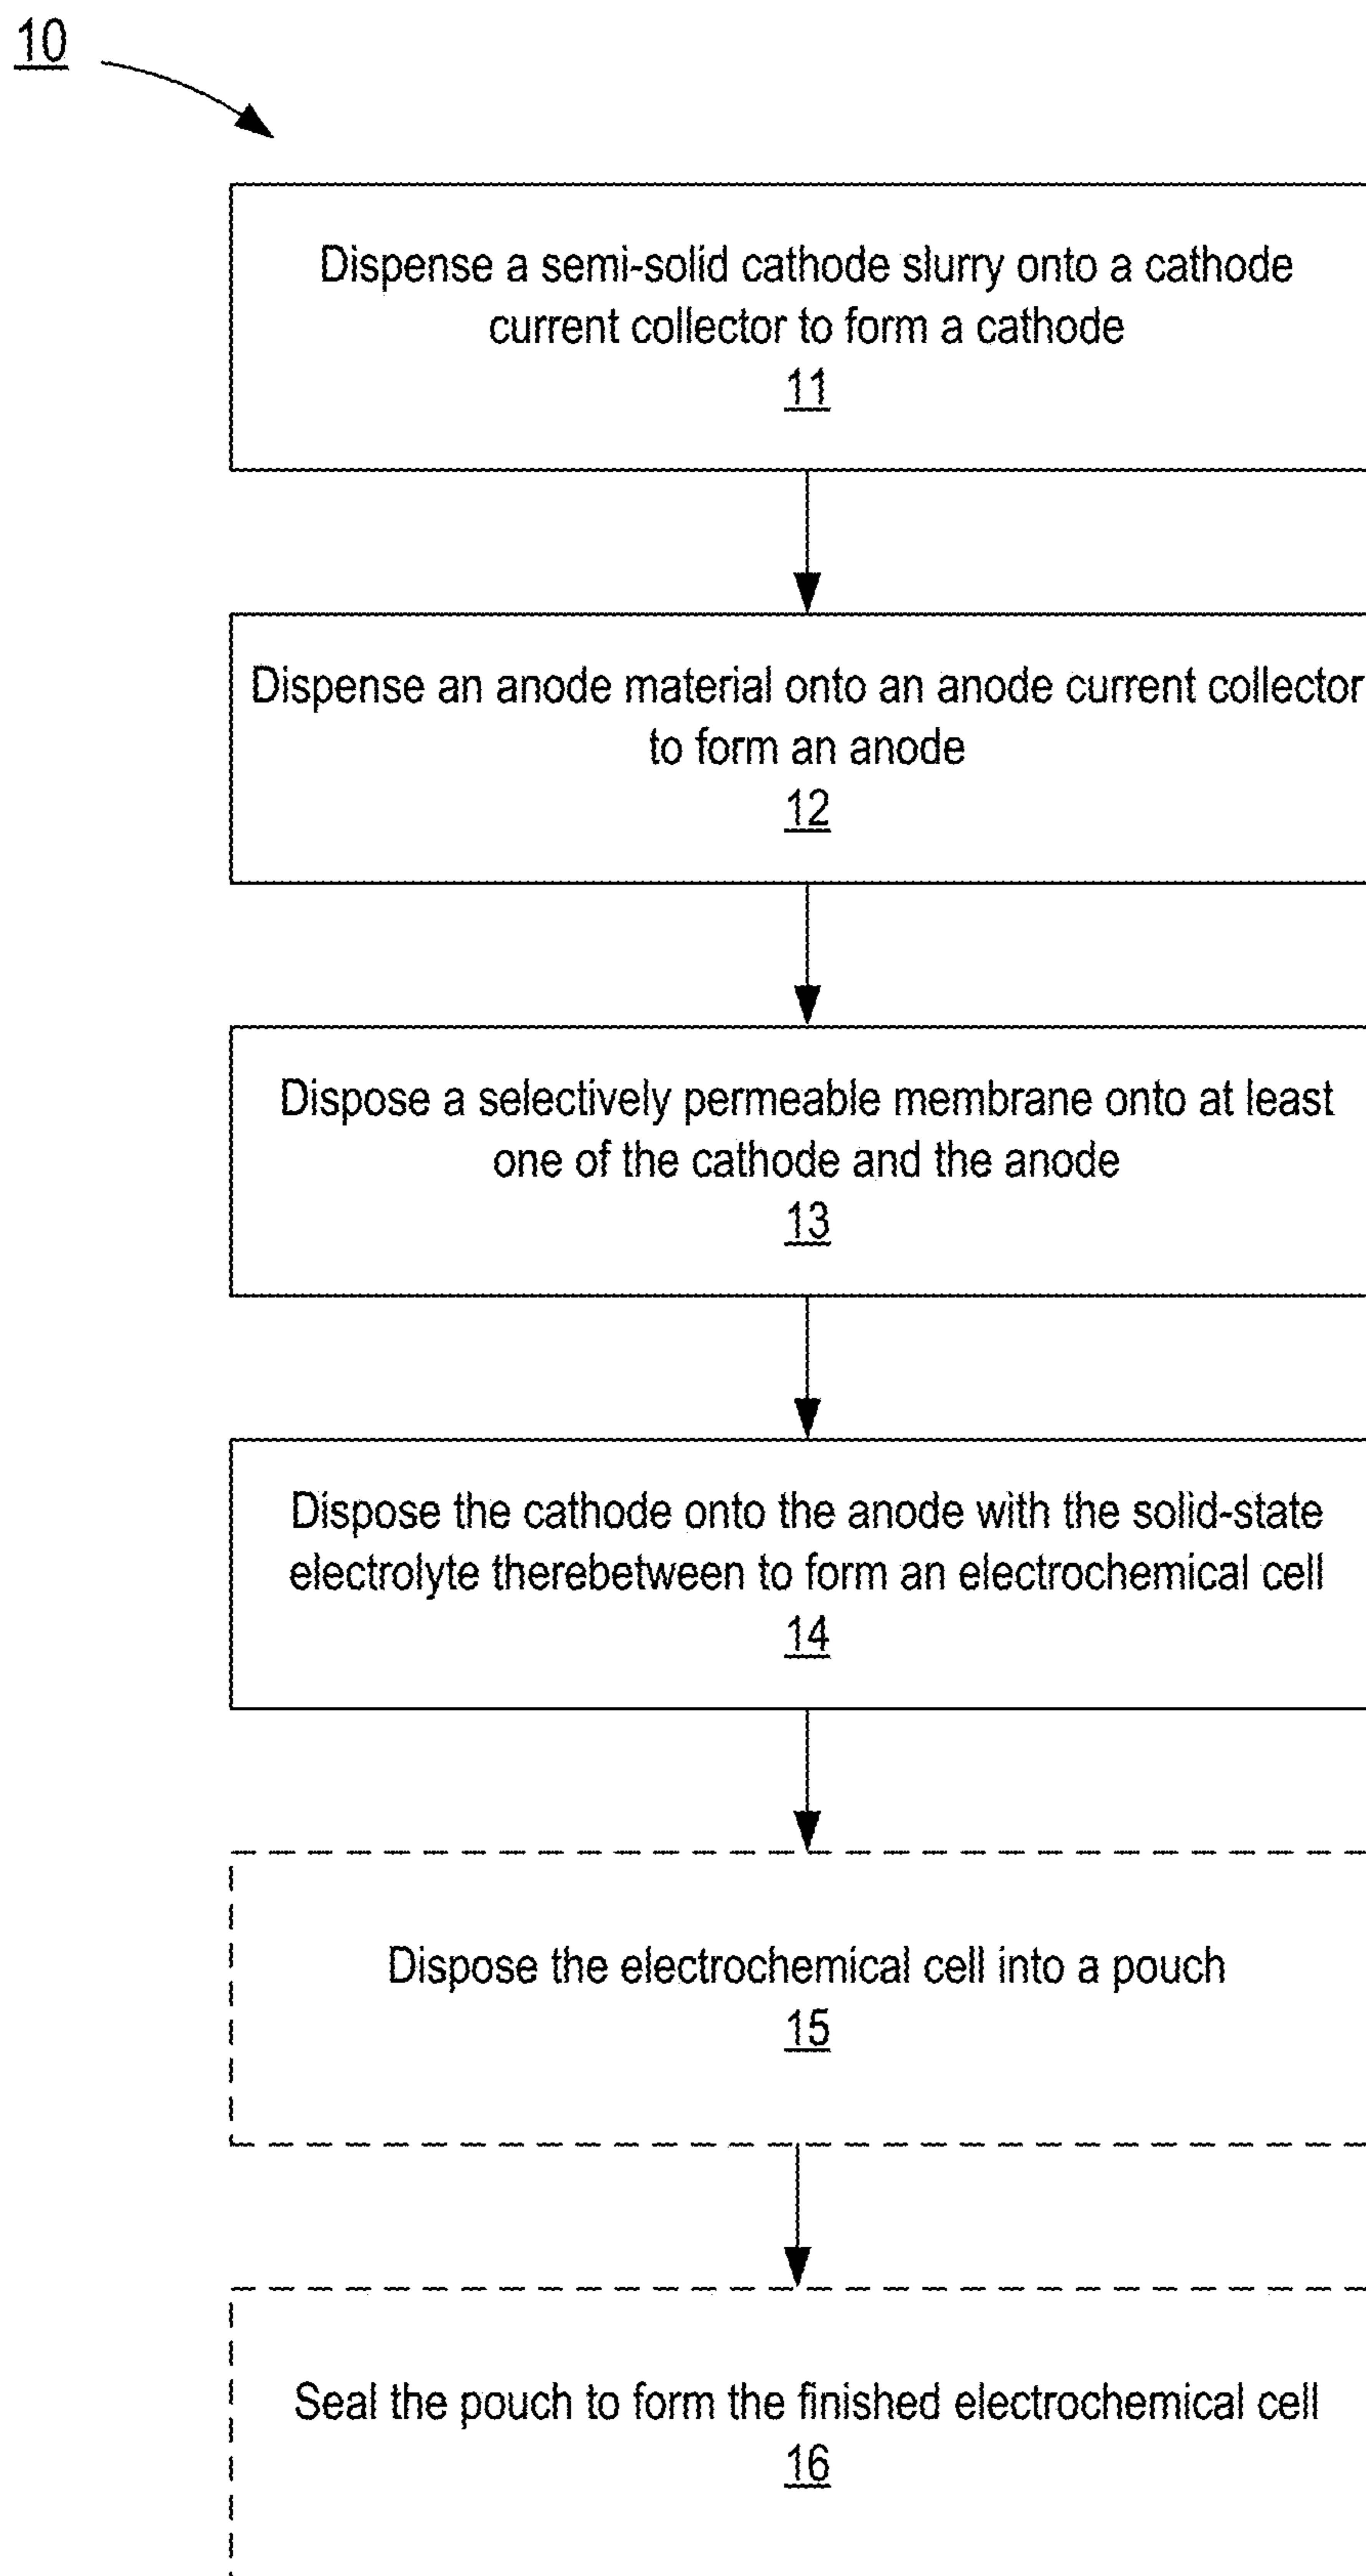 10
Dispense a semi-solid cathode slurry onto a cathode
current collector to form a cathode
11
Dispense an anode material onto an anode current collector
to form an anode
12
Dispose a selectively permeable membrane onto at least
one of the cathode and the anode
13
Dispose the cathode onto the anode with the solid-state
electrolyte therebetween to form an electrochemical cell
14
Dispose the electrochemical cell into a pouch
15
Seal the pouch to form the finished electrochemical cell
16